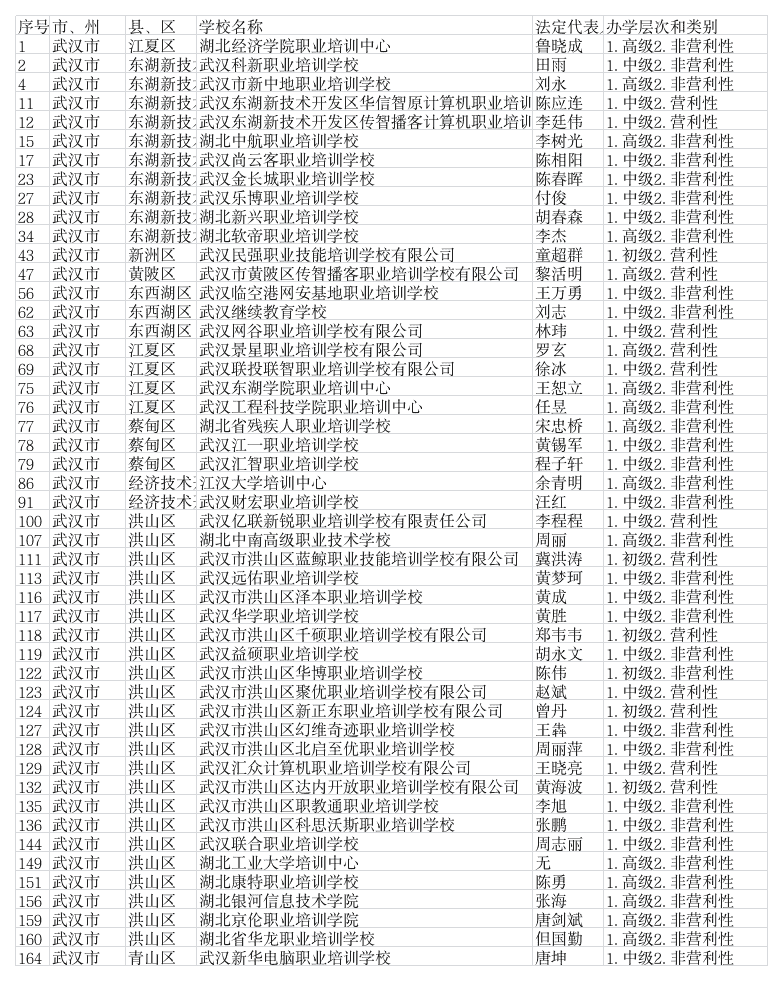 序号 市、州 县、区 学校名称 法定代表人 办学层次和类别
1 武汉市 江夏区 湖北经济学院职业培训中心 鲁晓成 1.高级2.非营利性
2 武汉市 东湖新技术 武汉科新职业培训学校 田雨 1.中级2.非营利性
4 武汉市 东湖新技术 武汉市新中地职业培训学校 刘永 1.高级2.非营利性
11 武汉市 东湖新技术 武汉东湖新技术开发区华信智原计算机职业培训 陈应连 1.中级2.营利性
12 武汉市 东湖新技术 武汉东湖新技术开发区传智播客计算机职业培训 李廷伟 1.中级2.营利性
15 武汉市 东湖新技术 湖北中航职业培训学校 李树光 1.高级2.非营利性
17 武汉市 东湖新技术 武汉尚云客职业培训学校 陈相阳 1.中级2.非营利性
23 武汉市 东湖新技术 武汉金长城职业培训学校 陈春晖 1.中级2.非营利性
27 武汉市 东湖新技术 武汉乐博职业培训学校 付俊 1.中级2.非营利性
28 武汉市 东湖新技术 湖北新兴职业培训学校 胡春森 1.中级2.非营利性
34 武汉市 东湖新技术 湖北软帝职业培训学校 李杰 1.高级2.非营利性
43 武汉市 新洲区 武汉民强职业技能培训学校有限公司 童超群 1.初级2.营利性
47 武汉市 黄陂区 武汉市黄陂区传智播客职业培训学校有限公司 黎活明 1.高级2.营利性
56 武汉市 东西湖区 武汉临空港网安基地职业培训学校 王万勇 1.中级2.非营利性
62 武汉市 东西湖区 武汉继续教育学校 刘志 1.中级2.非营利性
63 武汉市 东西湖区 武汉网谷职业培训学校有限公司 林玮 1.高级2.营利性
68 武汉市 江夏区 武汉景星职业培训学校有限公司 罗玄 1.高级2.营利性
69 武汉市 江夏区 武汉联投联智职业培训学校有限公司 徐冰 1.中级2.营利性
75 武汉市 江夏区 武汉东湖学院职业培训中心 王恕立 1.高级2.非营利性
76 武汉市 江夏区 武汉工程科技学院职业培训中心 任昱 1.高级2.非营利性
77 武汉市 蔡甸区 湖北省残疾人职业培训学校 宋忠桥 1.高级2.非营利性
78 武汉市 蔡甸区 武汉江一职业培训学校 黄锡军 1.中级2.非营利性
79 武汉市 蔡甸区 武汉汇智职业培训学校 程子轩 1.中级2.非营利性
86 武汉市 经济技术开 江汉大学培训中心 余青明 1.高级2.非营利性
91 武汉市 经济技术开 武汉财宏职业培训学校 汪红 1.中级2.非营利性
100 武汉市 洪山区 武汉亿联新锐职业培训学校有限责任公司 李程程 1.中级2.营利性
107 武汉市 洪山区 湖北中南高级职业技术学校 周丽 1.高级2.非营利性
111 武汉市 洪山区 武汉市洪山区蓝鲸职业技能培训学校有限公司 冀洪涛 1.初级2.营利性
113 武汉市 洪山区 武汉远佑职业培训学校 黄梦珂 1.中级2.非营利性
116 武汉市 洪山区 武汉市洪山区泽本职业培训学校 黄成 1.中级2.非营利性
117 武汉市 洪山区 武汉华学职业培训学校 黄胜 1.中级2.非营利性
118 武汉市 洪山区 武汉市洪山区千硕职业培训学校有限公司 郑韦韦 1.初级2.营利性
119 武汉市 洪山区 武汉益硕职业培训学校 胡永文 1.中级2.非营利性
122 武汉市 洪山区 武汉市洪山区华博职业培训学校 陈伟 1.初级2.非营利性
123 武汉市 洪山区 武汉市洪山区聚优职业培训学校有限公司 赵斌 1.中级2.营利性
124 武汉市 洪山区 武汉市洪山区新正东职业培训学校有限公司 曾丹 1.初级2.营利性
127 武汉市 洪山区 武汉市洪山区幻维奇迹职业培训学校 王犇 1.中级2.非营利性
128 武汉市 洪山区 武汉市洪山区北启至优职业培训学校 周丽萍 1.中级2.非营利性
129 武汉市 洪山区 武汉汇众计算机职业培训学校有限公司 王晓亮 1.中级2.营利性
132 武汉市 洪山区 武汉市洪山区达内开放职业培训学校有限公司 黄海波 1.初级2.营利性
135 武汉市 洪山区 武汉市洪山区职教通职业培训学校 李旭 1.中级2.非营利性
136 武汉市 洪山区 武汉市洪山区科思沃斯职业培训学校 张鹏 1.中级2.非营利性
144 武汉市 洪山区 武汉联合职业培训学校 周志丽 1.中级2.非营利性
149 武汉市 洪山区 湖北工业大学培训中心 无 1.高级2.非营利性
151 武汉市 洪山区 湖北康特职业培训学校 陈勇 1.高级2.非营利性
156 武汉市 洪山区 湖北银河信息技术学院 张海 1.高级2.非营利性
159 武汉市 洪山区 湖北京伦职业培训学院 唐剑斌 1.高级2.非营利性
160 武汉市 洪山区 湖北省华龙职业培训学校 但国勤 1.高级2.非营利性
164 武汉市 青山区 武汉新华电脑职业培训学校 唐坤 1.中级2.非营利性